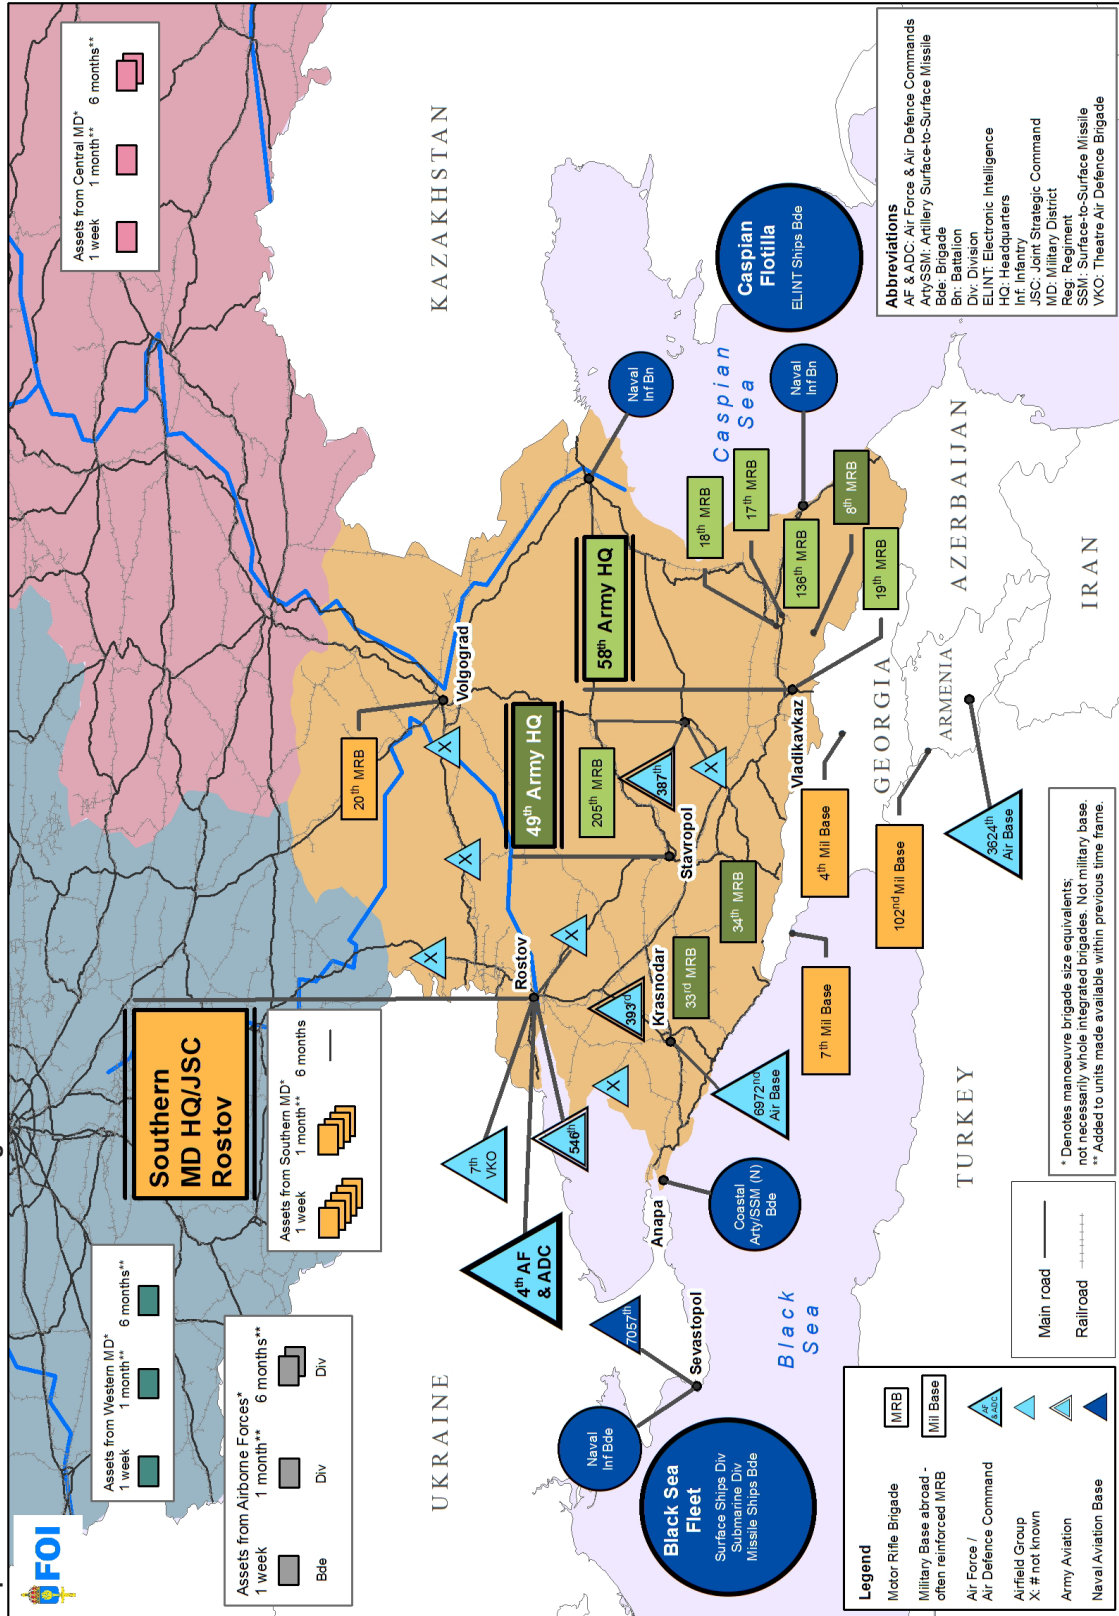 FOI
Assets from Western MD*
1 week
1 month**
6 months**
Assets from Airborne Forces*
1 week
1 month**
6 months**
Bde
Div
Div
Southern
MD HQ/JSC
Rostov
Assets from Southern MD*
1 week
1 month**
6 months
Assets from Central MD*
1 week
1 month**
6 months**
UKRAINE
KAZAKHSTAN
20th MRB
Volgograd
X
X
X
X
X
X
Rostov
7th
VKO
4th AF
& ADC
546th
49th Army HQ
58th Army HQ
205th MRB
387th
Stavropol
393rd
Krasnodar
33rd MRB
34th MRB
6972nd
Air Base
Anapa
Coastal
Arty/SSM (N)
Bde
7057th
Sevastopol
Naval
Inf Bde
Black Sea
Fleet
Surface Ships Div
Submarine Div
Missile Ships Bde
Black
Sea
Naval
Inf Bn
Caspian
Sea
Caspian
Flotilla
ELINT Ships Bde
Naval
Inf Bn
18th MRB
17th MRB
136th MRB
8th MRB
19th MRB
Vladikavkaz
4th Mil Base
7th Mil Base
102nd Mil Base
3624th
Air Base
GEORGIA
ARMENIA
AZERBAIJAN
IRAN
TURKEY
Legend
Motor Rifle Brigade
MRB
Military Base abroad -
often reinforced MRB
Mil Base
Air Force /
Air Defence Command
AF
& ADC
Airfield Group
X: # not known
Army Aviation
Naval Aviation Base
Main road
Railroad
* Denotes manoeuvre brigade size equivalents;
not necessarily whole integrated brigades. Not military base.
** Added to units made available within previous time frame.
Abbreviations
AF & ADC: Air Force & Air Defence Commands
ArtySSM: Artillery Surface-to-Surface Missile
Bde: Brigade
Bn: Battalion
Div: Division
ELINT: Electronic Intelligence
HQ: Headquarters
Inf: Infantry
JSC: Joint Strategic Command
MD: Military District
Reg: Regiment
SSM: Surface-to-Surface Missile
VKO: Theatre Air Defence Brigade